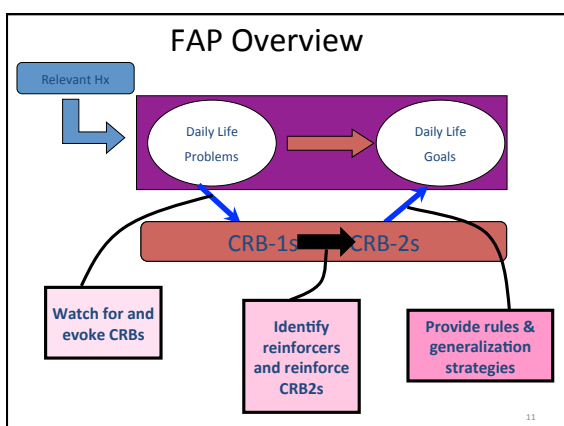 FAP Overview
Relevant Hx
Daily Life
Problems
Daily Life
Goals
CRB-1s
CRB-2s
Watch for and
evoke CRBs
Identify
reinforcers
and reinforce
CRB2s
Provide rules &
generalization
strategies
11